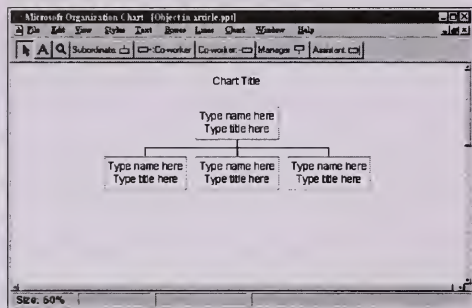 Microsoft Organization Chart - [Object in article.ppt]
File Edit View Styles Text Boxes Lines Chart Window Help
Subordinate: Co-worker Co-worker: Manager Assistant:
Chart Title
Type name here
Type title here
Type name here Type name here Type name here
Type title here Type title here Type title here
Size: 50%